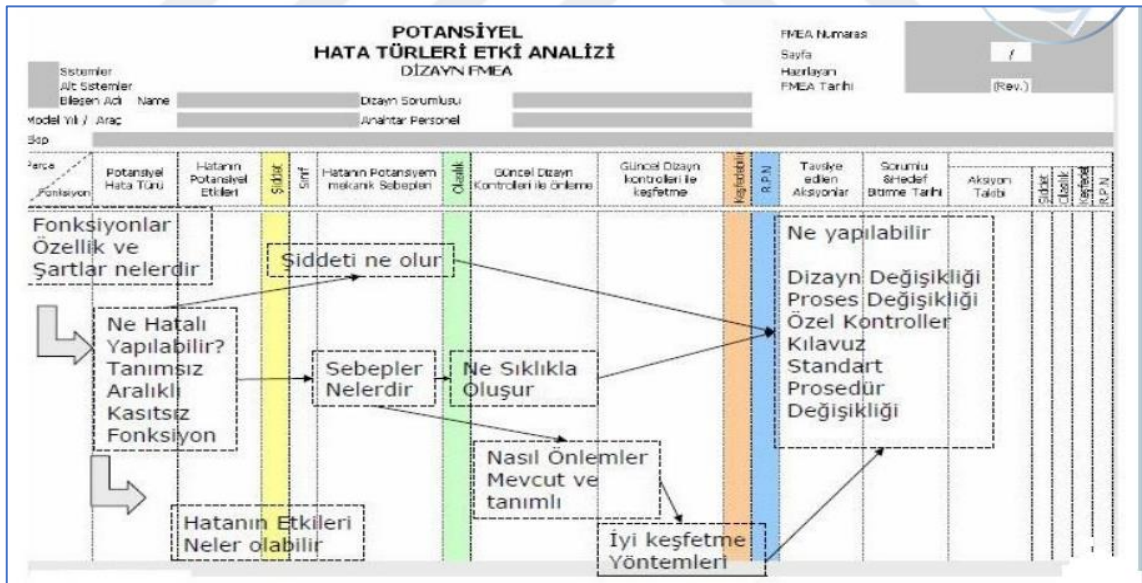 POTANSİYEL
HATA TÜRLERİ ETKİ ANALİZİ
DİZAYN FMEA
FMEA Numarası
Sayfa /
Hazırlayan
FMEA Tarihi (Rev.)
Sistemler
Alt Sistemler
Bileşen Adı Name
Dizayn Sorumlusu
Model Yılı / Araç
Anahtar Personel
Ekip
Parça
Fonksiyon
Potansiyel
Hata Türü
Hatanın
Potansiyel
Etkileri
Şiddet
Sınıf
Hatanın Potansiyem
mekanik Sebepleri
Olasılık
Güncel Dizayn
Kontrolleri ile önleme
Güncel Dizayn
kontrolleri ile
keşfetme
Keşfedebilir
R.P.N
Tavsiye
edilen
Aksiyonlar
Sorumlu
&Hedef
Bitirme Tarihi
Aksiyon
Talebi
Şiddet
Olasılık
Keşfedet
R.P.N
Fonksiyonlar
Özellik ve
Şartlar nelerdir
Şiddeti ne olur
Ne yapılabilir
Dizayn Değişikliği
Proses Değişikliği
Özel Kontroller
Kılavuz
Standart
Prosedür
Değişikliği
Ne Hatalı
Yapılabilir?
Tanımsız
Aralıklı
Kasıtsız
Fonksiyon
Sebepler
Nelerdir
Ne Sıklıkla
Oluşur
Nasıl Önlemler
Mevcut ve
tanımlı
Hatanın Etkileri
Neler olabilir
İyi keşfetme
Yöntemleri